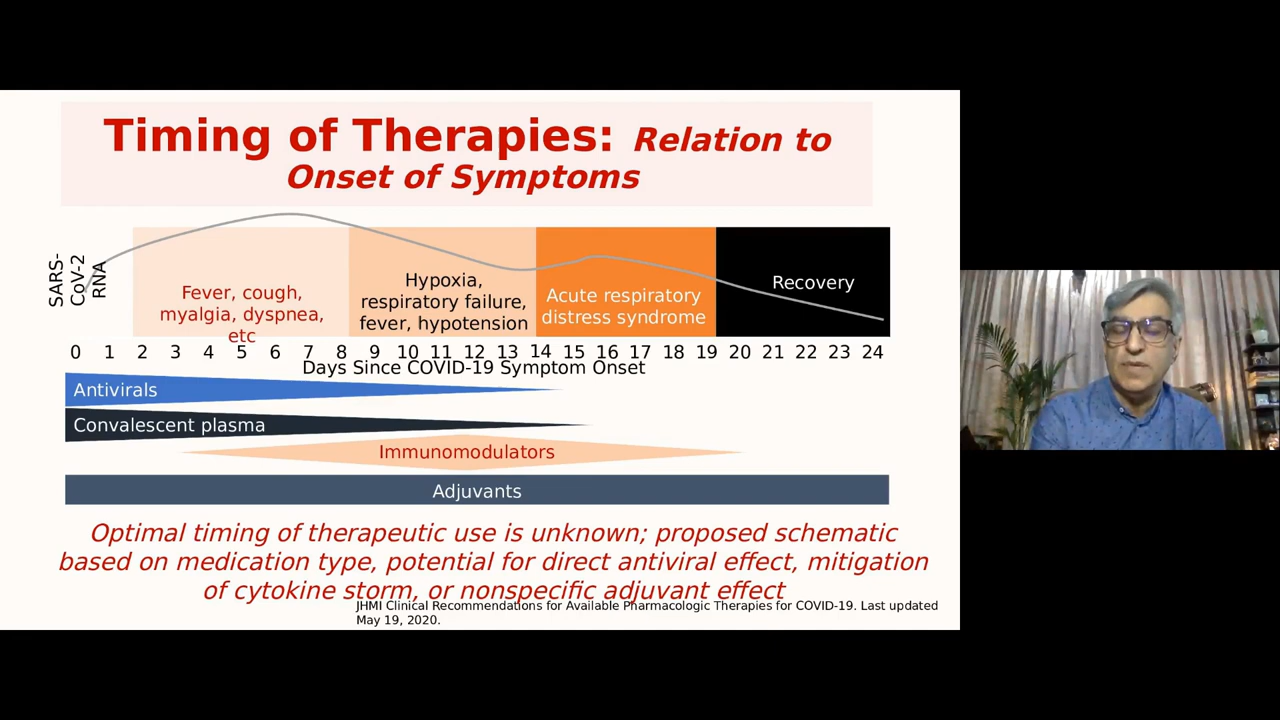 Timing of Therapies: Relation to
Onset of Symptoms
SARS-
CoV-2
RNA
Fever, cough,
myalgia, dyspnea,
etc
Hypoxia,
respiratory failure,
fever, hypotension
Acute respiratory
distress syndrome
Recovery
0 1 2 3 4 5 6 7 8 9 10 11 12 13 14 15 16 17 18 19 20 21 22 23 24
Days Since COVID-19 Symptom Onset
Antivirals
Convalescent plasma
Immunomodulators
Adjuvants
Optimal timing of therapeutic use is unknown; proposed schematic
based on medication type, potential for direct antiviral effect, mitigation
of cytokine storm, or nonspecific adjuvant effect
JHMI Clinical Recommendations for Available Pharmacologic Therapies for COVID-19. Last updated
May 19, 2020.